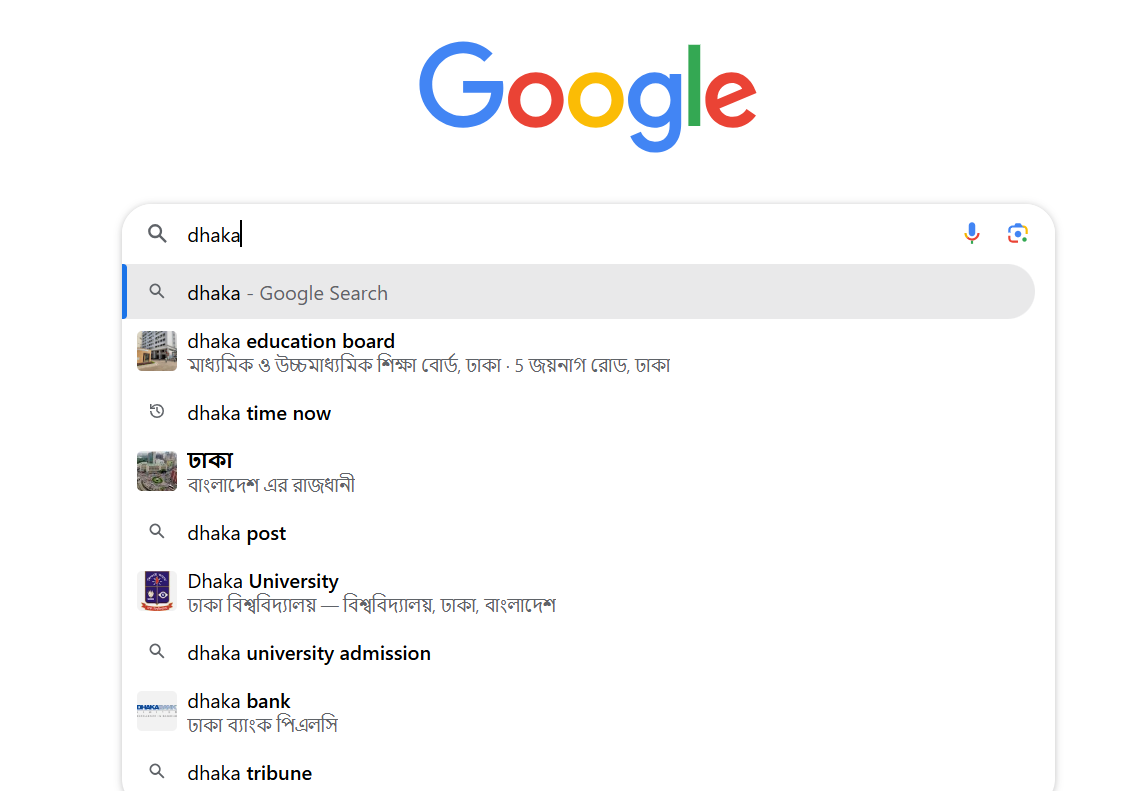 Google
dhaka
dhaka - Google Search
dhaka education board
মাধ্যমিক ও উচ্চমাধ্যমিক শিক্ষা বোর্ড, ঢাকা · 5 জয়নাগ রোড, ঢাকা
dhaka time now
ঢাকা
বাংলাদেশ এর রাজধানী
dhaka post
Dhaka University
ঢাকা বিশ্ববিদ্যালয় — বিশ্ববিদ্যালয়, ঢাকা, বাংলাদেশ
dhaka university admission
DHAKABANK
dhaka bank
ঢাকা ব্যাংক পিএলসি
dhaka tribune